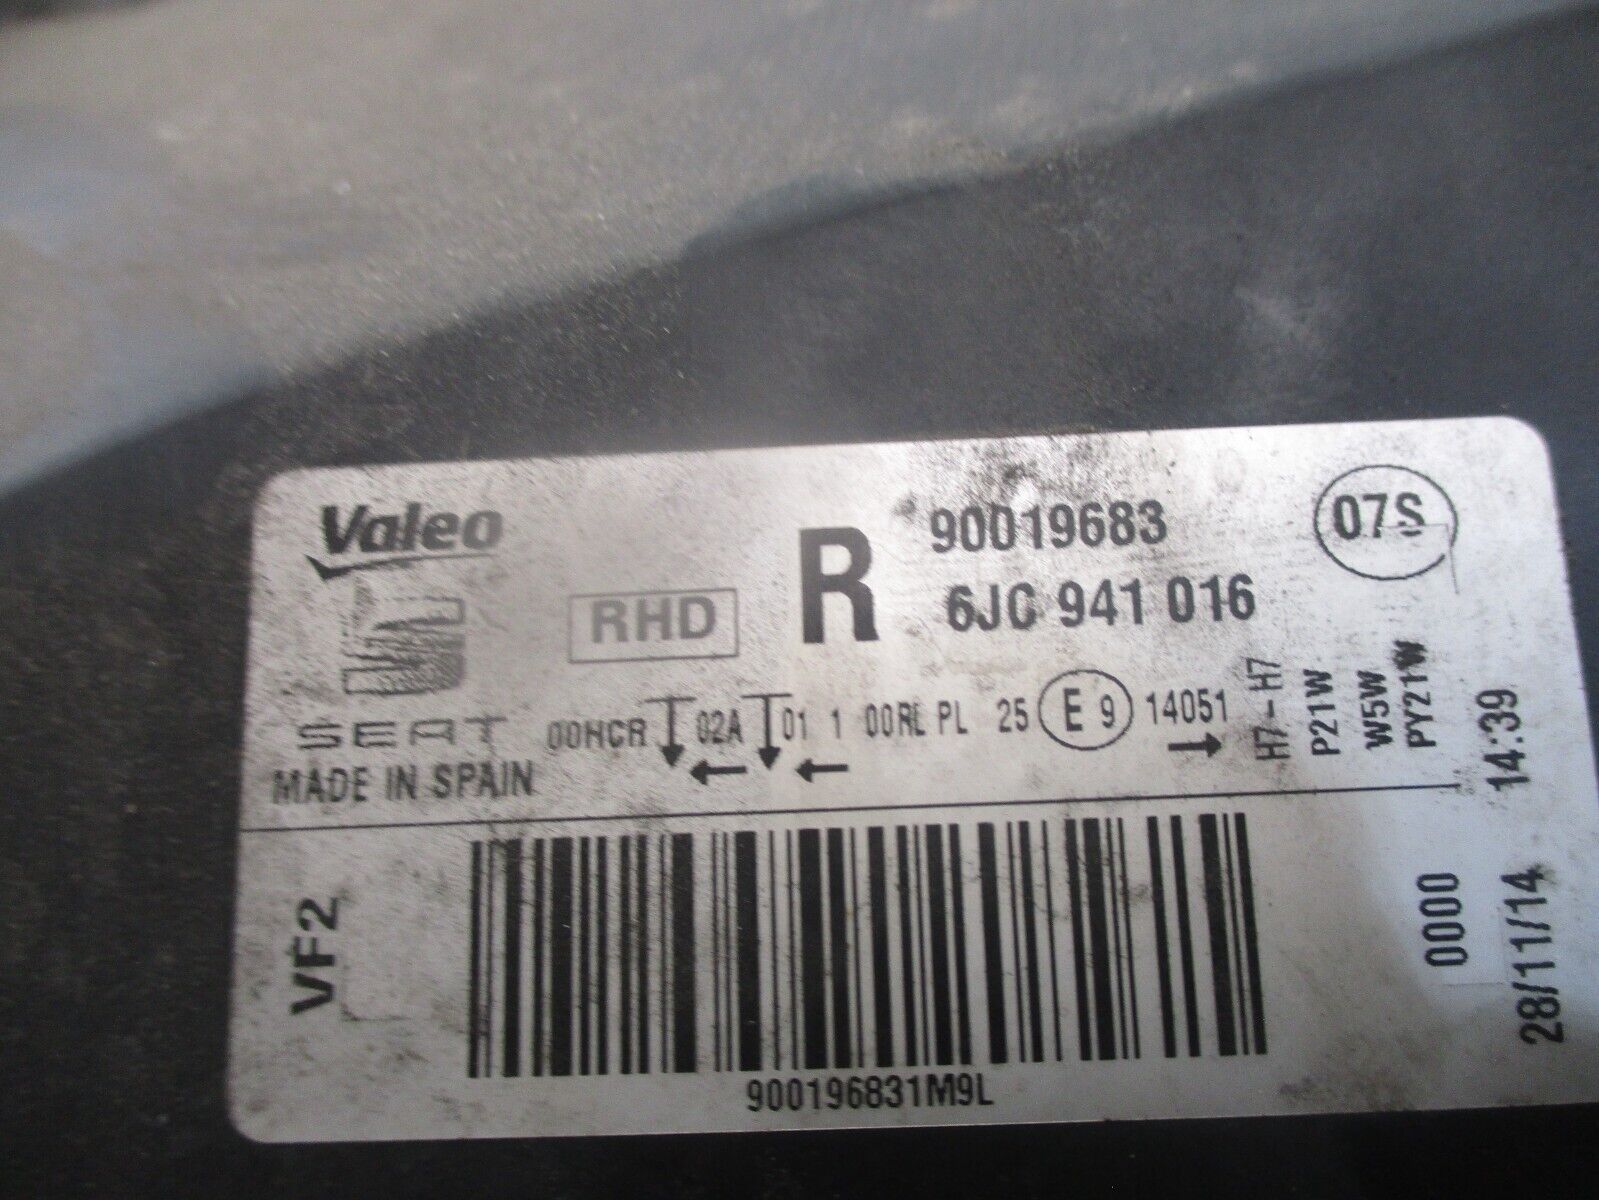 Valeo
SEAT
MADE IN SPAIN
RHD
R
90019683
6JC 941 016
07S
00HCR 02A 01 1 00RL PL 25 E 9 14051
H7-H7
P21W
W5W
PY21W
14:39
VF2
00000
28/11/14
900196831M9L